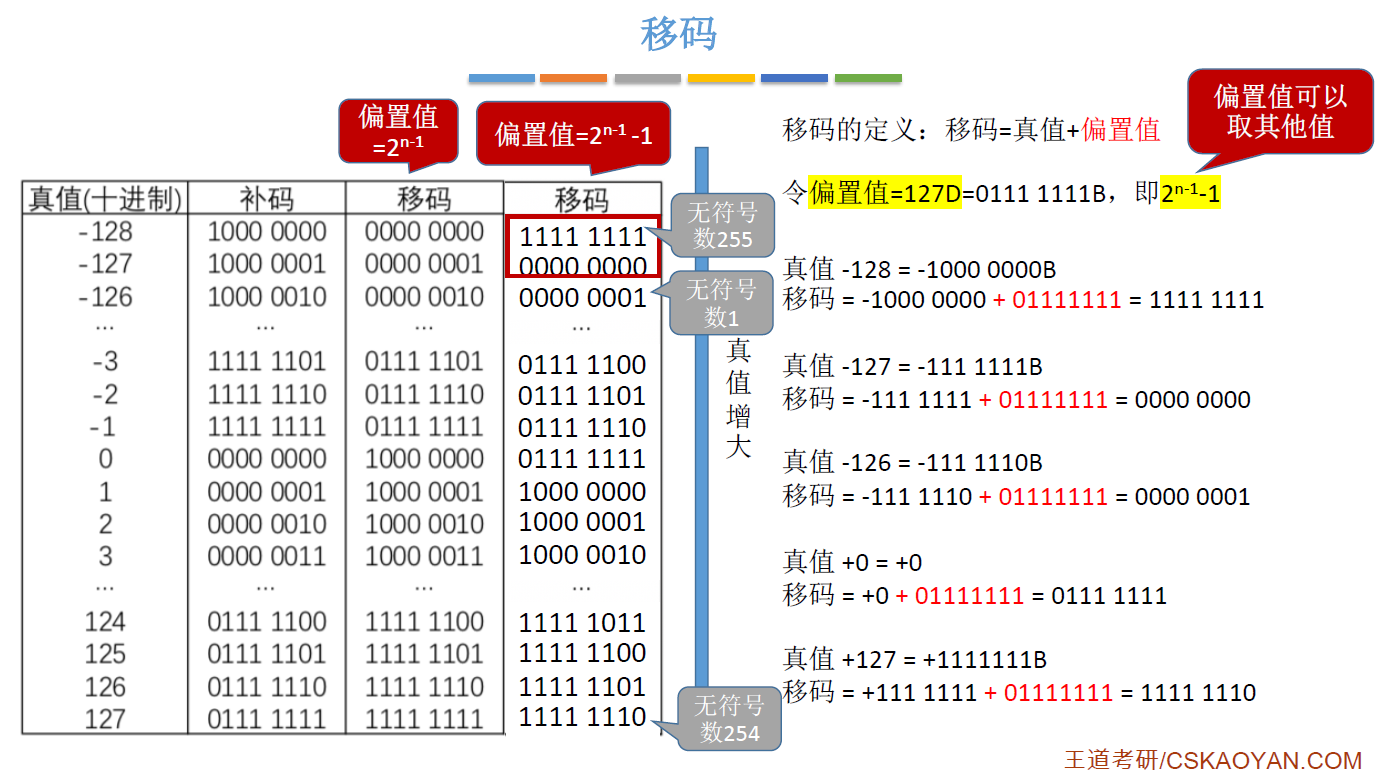 移码
偏置值
=2ⁿ⁻¹
偏置值=2ⁿ⁻¹ -1
真值(十进制) 补码 移码 移码
-128 1000 0000 0000 0000 1111 1111
-127 1000 0001 0000 0001 0000 0000
-126 1000 0010 0000 0010 0000 0001
... ... ... ...
-3 1111 1101 0111 1101 0111 1100
-2 1111 1110 0111 1110 0111 1101
-1 1111 1111 0111 1111 0111 1110
0 0000 0000 1000 0000 0111 1111
1 0000 0001 1000 0001 1000 0000
2 0000 0010 1000 0010 1000 0001
3 0000 0011 1000 0011 1000 0010
... ... ... ...
124 0111 1100 1111 1100 1111 1011
125 0111 1101 1111 1101 1111 1100
126 0111 1110 1111 1110 1111 1101
127 0111 1111 1111 1111 1111 1110
无符号
数255
无符号
数1
真
值
增
大
无符号
数254
偏置值可以
取其他值
移码的定义：移码=真值+偏置值
令偏置值=127D=0111 1111B，即2ⁿ⁻¹-1
真值 -128 = -1000 0000B
移码 = -1000 0000 + 01111111 = 1111 1111
真值 -127 = -111 1111B
移码 = -111 1111 + 01111111 = 0000 0000
真值 -126 = -111 1110B
移码 = -111 1110 + 01111111 = 0000 0001
真值 +0 = +0
移码 = +0 + 01111111 = 0111 1111
真值 +127 = +1111111B
移码 = +111 1111 + 01111111 = 1111 1110
王道考研/CSKAOYAN.COM